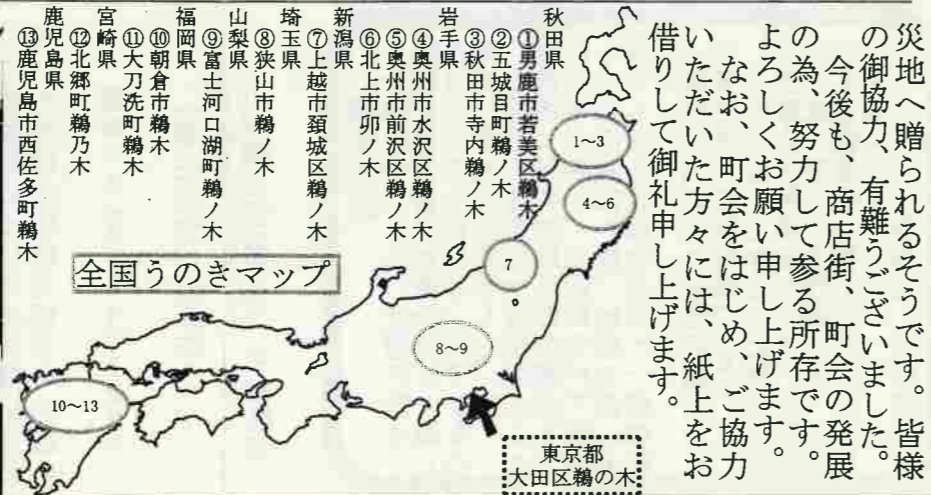 災地へ贈られるそうです。皆様
の御協力、有難うございました。
今後も、商店街、町会の発展
の為、努力して参る所存です。
よろしくお願い申し上げます。
なお、町会をはじめ、ご協力
いただいた方々には、紙上をお
借りして御礼申し上げます。
秋田県
①男鹿市若美区鵜木
②五城目町鵜ノ木
③秋田市寺内鵜ノ木
岩手県
④奥州市水沢区鵜ノ木
⑤奥州市前沢区鵜ノ木
⑥北上市卯ノ木
新潟県
⑦上越市頚城区鵜ノ木
埼玉県
⑧狭山市鵜ノ木
山梨県
⑨富士河口湖町鵜ノ木
福岡県
⑩朝倉市鵜木
⑪大刀洗町鵜木
宮崎県
⑫北郷町鵜乃木
鹿児島県
⑬鹿児島市西佐多町鵜木
全国うのきマップ
1～3
4～6
7
8～9
10～13
東京都
大田区鵜の木